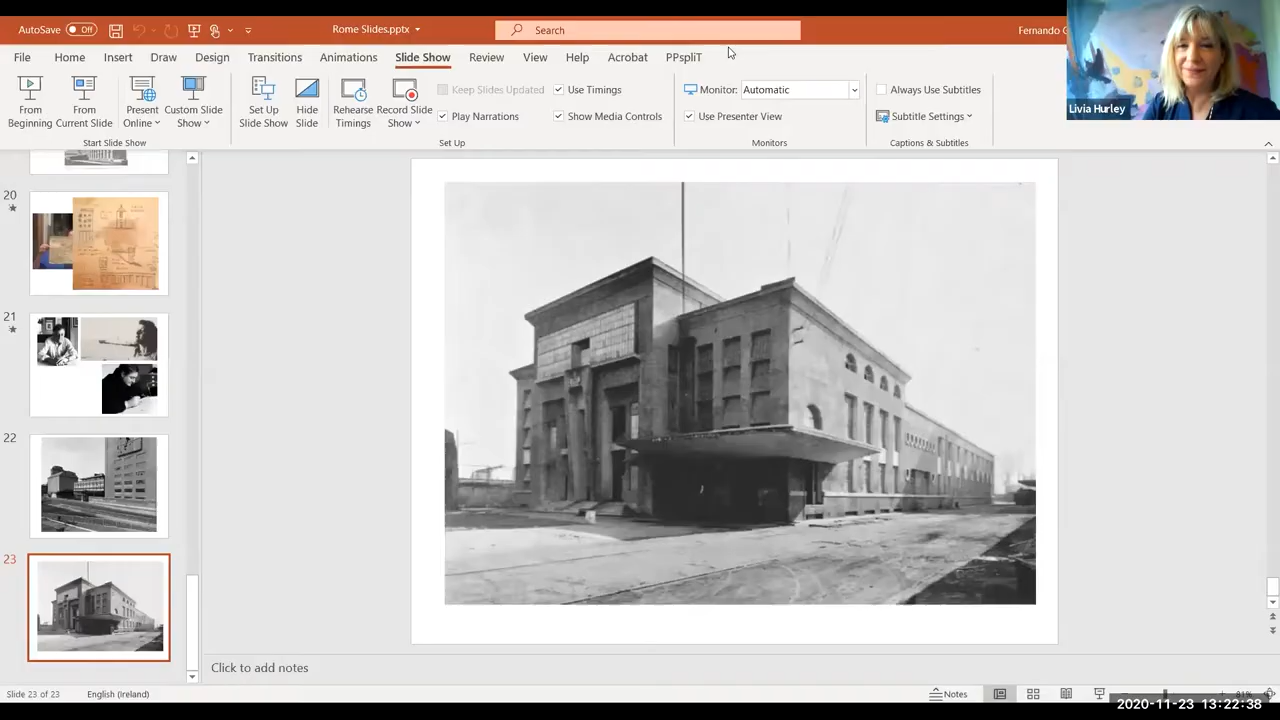 AutoSave Off Rome Slides.pptx Search Fernando G
File Home Insert Draw Design Transitions Animations Slide Show Review View Help Acrobat PPspliT
From Beginning
From Current Slide
Present Online
Custom Slide Show
Start Slide Show
Set Up Slide Show
Hide Slide
Rehearse Timings
Record Slide Show
Keep Slides Updated
Play Narrations
Use Timings
Show Media Controls
Set Up
Monitor: Automatic
Use Presenter View
Monitors
Always Use Subtitles
Subtitle Settings
Captions & Subtitles
Livia Hurley
20
21
22
23
Click to add notes
Slide 23 of 23 English (Ireland) Notes 81%
2020-11-23 13:22:38